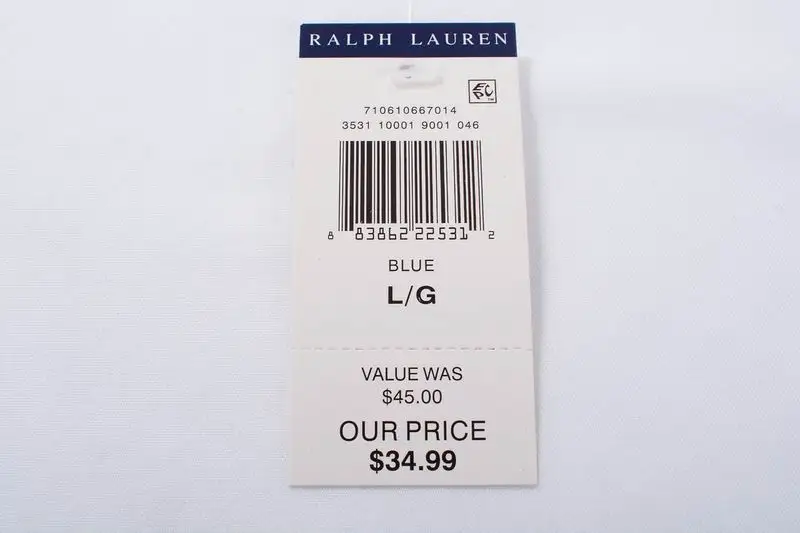 RALPH LAUREN
710610667014
3531 10001 9001 046
8 83862 22531 2
BLUE
L/G
VALUE WAS
$45.00
OUR PRICE
$34.99